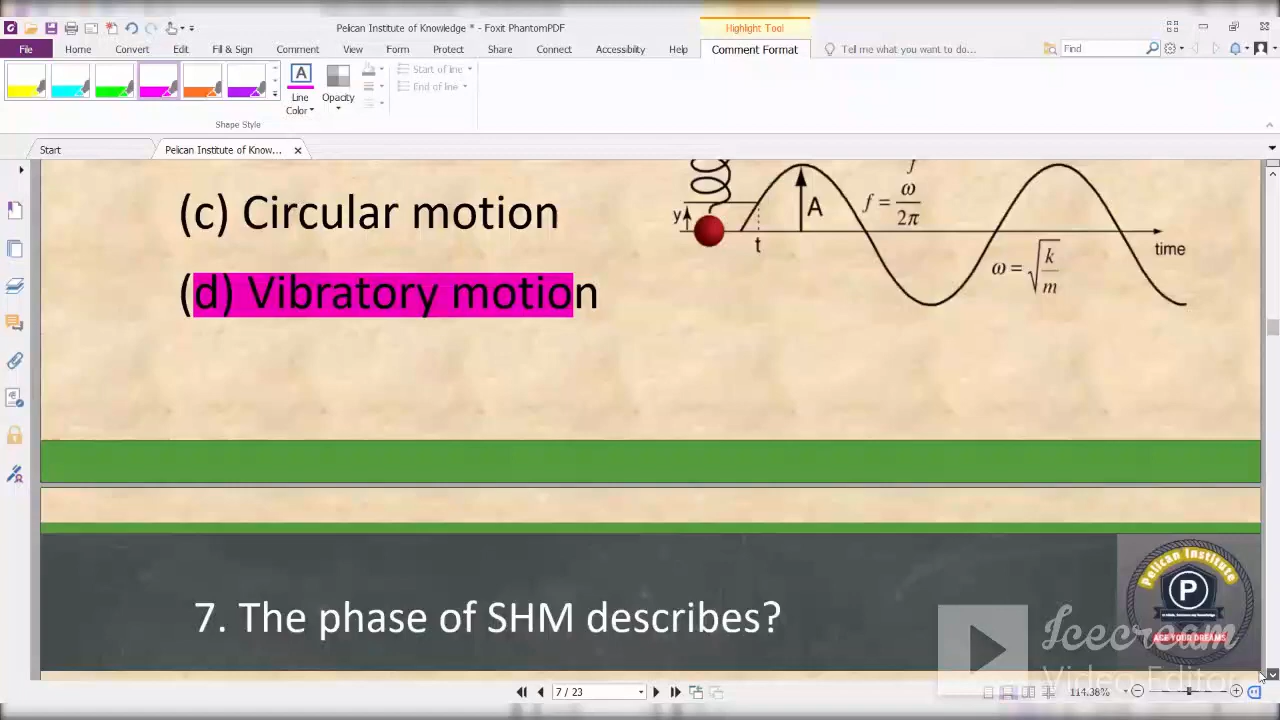 Pelican Institute of Knowledge * - Foxit PhantomPDF
Highlight Tool
File Home Convert Edit Fill & Sign Comment View Form Protect Share Connect Accessibility Help Comment Format Tell me what you want to do... Find
Line Color
Opacity
Start of line
End of line
Shape Style
Start
Pelican Institute of Know...
(c) Circular motion
(d) Vibratory motion
f
f = ω / 2π
A
y
t
time
ω = √k/m
7. The phase of SHM describes?
Pelican Institute
P
ACE YOUR DREAMS
Icecream
Video Editor
7 / 23
114.38%